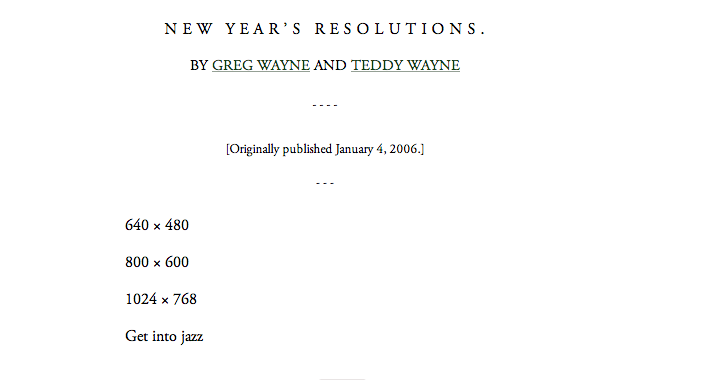 NEW YEAR’S RESOLUTIONS.
BY GREG WAYNE AND TEDDY WAYNE
- - - -
[Originally published January 4, 2006.]
- - -
640 × 480
800 × 600
1024 × 768
Get into jazz